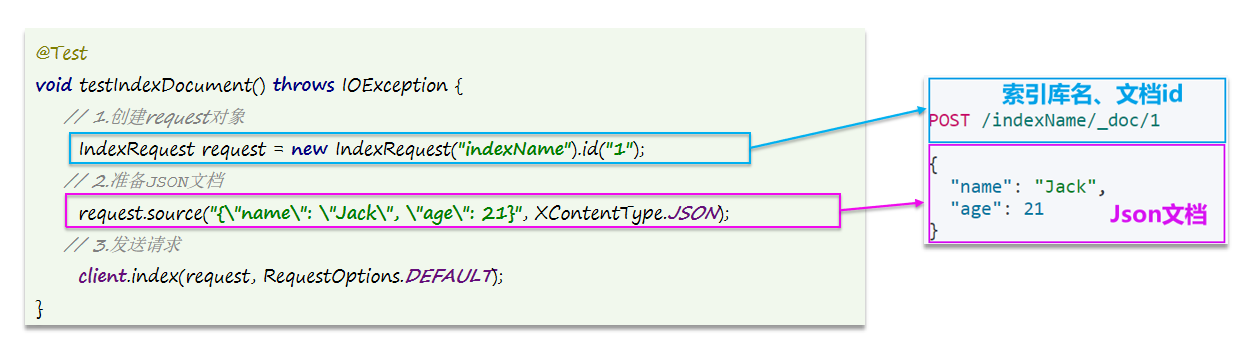 @Test
void testIndexDocument() throws IOException {
// 1.创建request对象
IndexRequest request = new IndexRequest("indexName").id("1");
// 2.准备JSON文档
request.source("{\"name\": \"Jack\", \"age\": 21}", XContentType.JSON);
// 3.发送请求
client.index(request, RequestOptions.DEFAULT);
}
索引库名、文档id
POST /indexName/_doc/1
{
"name": "Jack",
"age": 21
}
Json文档